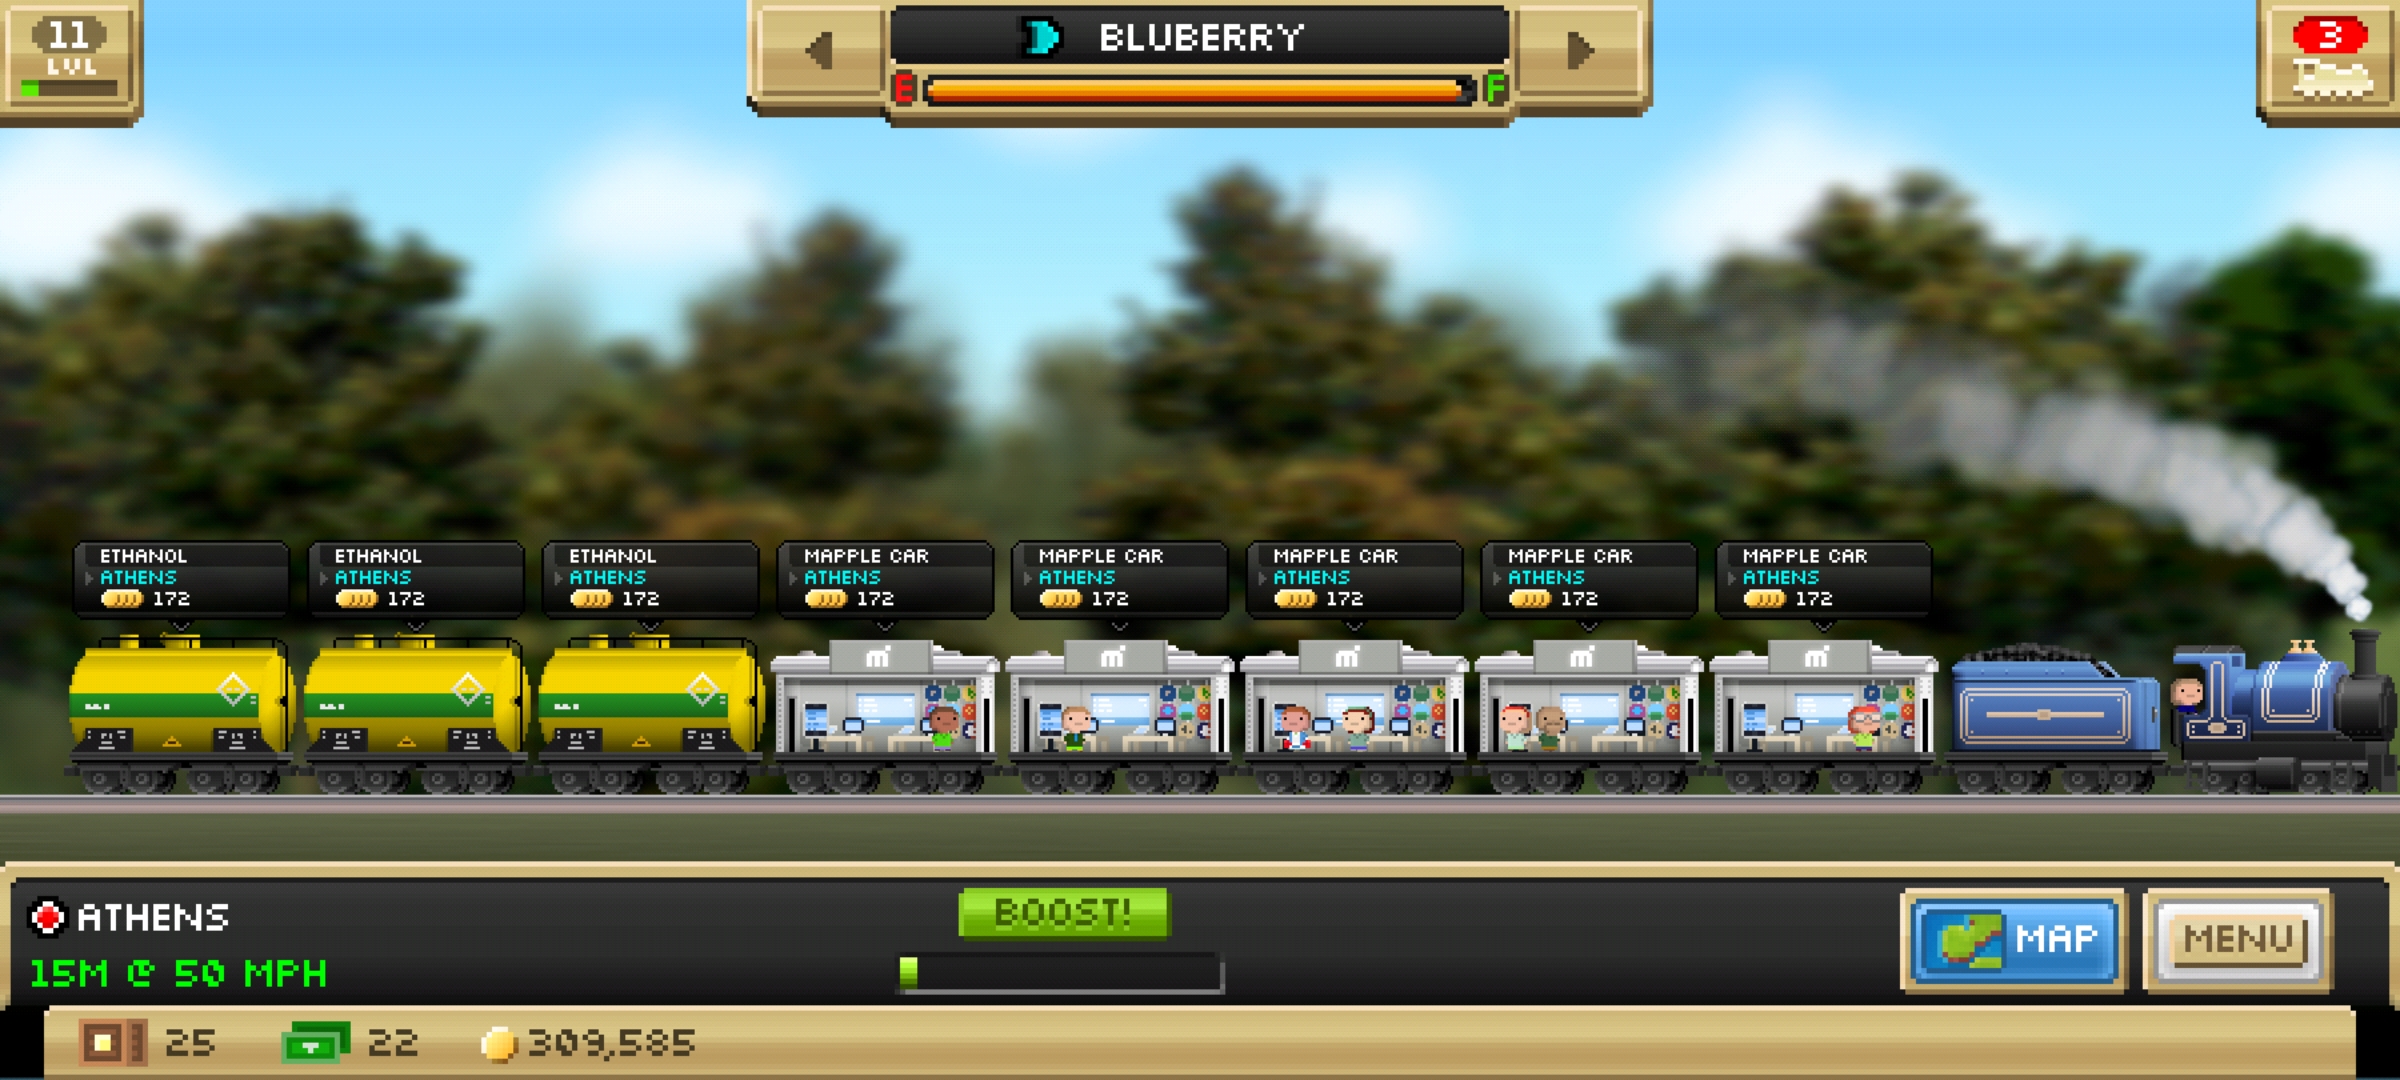 11
LVL
BLUBERRY
E
F
3
ETHANOL
ATHENS
172
ETHANOL
ATHENS
172
ETHANOL
ATHENS
172
MAPPLE CAR
ATHENS
172
MAPPLE CAR
ATHENS
172
MAPPLE CAR
ATHENS
172
MAPPLE CAR
ATHENS
172
MAPPLE CAR
ATHENS
172
m
m
m
m
m
ATHENS
15M @ 50 MPH
BOOST!
MAP
MENU
25
22
309,585